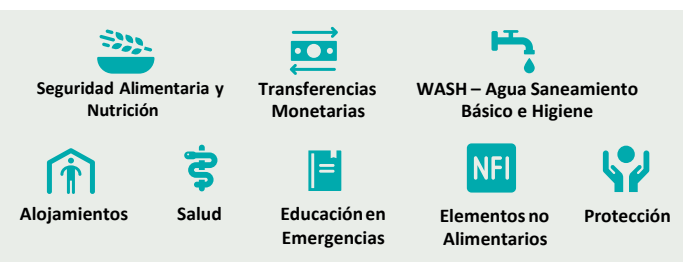 Seguridad Alimentaria y
Nutrición
Transferencias
Monetarias
WASH – Agua Saneamiento
Básico e Higiene
Alojamientos
Salud
Educación en
Emergencias
NFI
Elementos no
Alimentarios
Protección